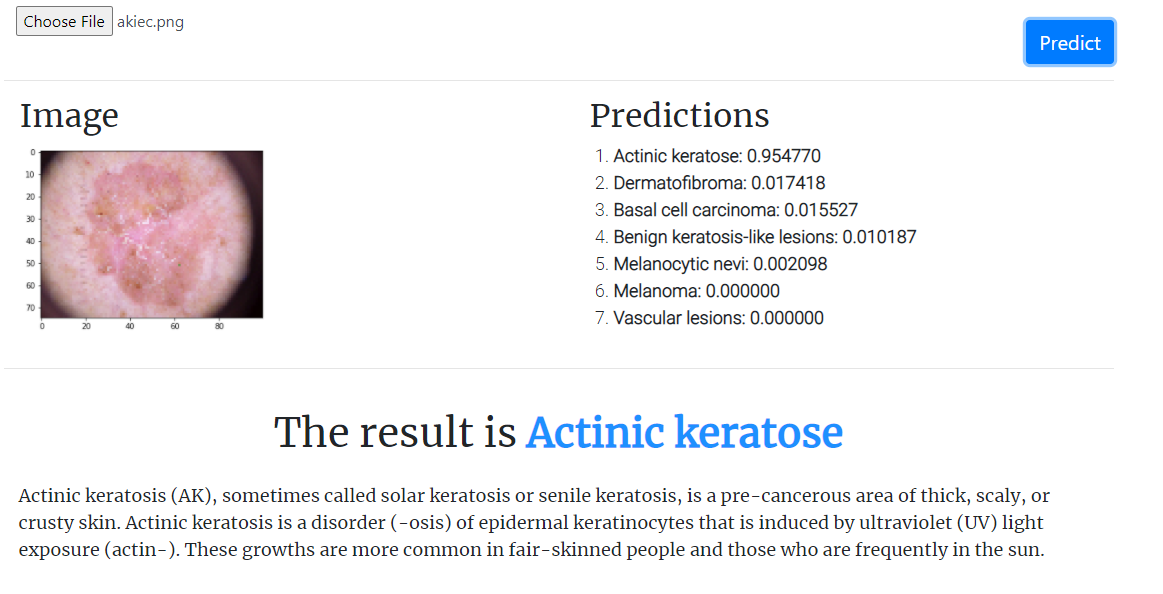 Choose File akiec.png
Predict
Image
Predictions
0
10
20
30
40
50
60
70
0 20 40 60 80
1. Actinic keratose: 0.954770
2. Dermatofibroma: 0.017418
3. Basal cell carcinoma: 0.015527
4. Benign keratosis-like lesions: 0.010187
5. Melanocytic nevi: 0.002098
6. Melanoma: 0.000000
7. Vascular lesions: 0.000000
The result is Actinic keratose
Actinic keratosis (AK), sometimes called solar keratosis or senile keratosis, is a pre-cancerous area of thick, scaly, or
crusty skin. Actinic keratosis is a disorder (-osis) of epidermal keratinocytes that is induced by ultraviolet (UV) light
exposure (actin-). These growths are more common in fair-skinned people and those who are frequently in the sun.